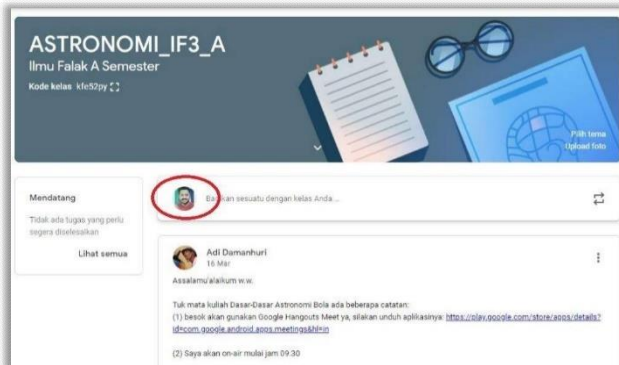 ASTRONOMI_IF3_A
Ilmu Falak A Semester
Kode kelas kfe52py
Pilih tema
Upload foto
Mendatang
Tidak ada tugas yang perlu
segera diselesaikan
Lihat semua
Bagikan sesuatu dengan kelas Anda...
Adi Damanhuri
16 Mar
Assalamu'alaikum w.w.
Tuk mata kuliah Dasar-Dasar Astronomi Bola ada beberapa catatan:
(1) besok akan gunakan Google Hangouts Meet ya, silakan unduh aplikasinya: https://play.google.com/store/apps/details?
id=com.google.android.apps.meetings&hl=in
(2) Saya akan on-air mulai jam 09.30